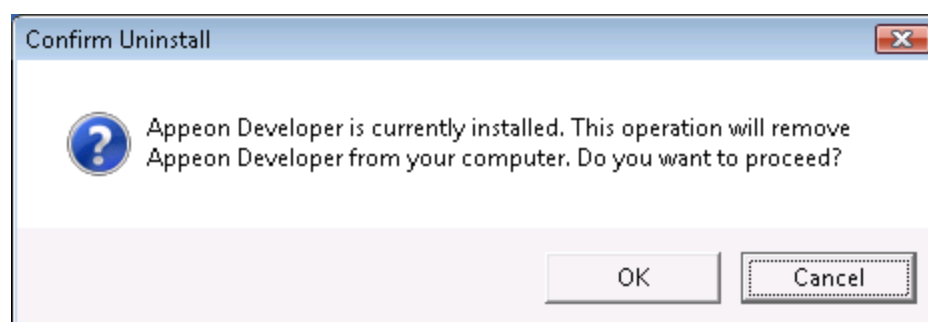 Confirm Uninstall
Appeon Developer is currently installed. This operation will remove
Appeon Developer from your computer. Do you want to proceed?
OK
Cancel